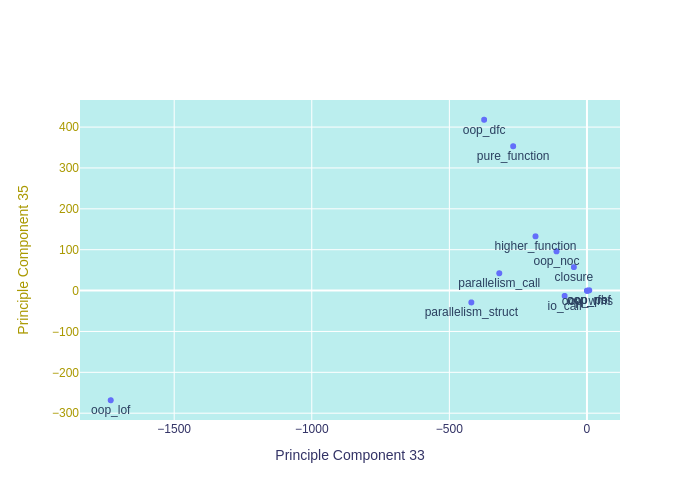 400
300
200
100
0
−100
−200
−300
Principle Component 35
oop_dfc
pure_function
higher_function
oop_noc
closure
parallelism_call
io_call
parallelism_struct
oop_lof
−1500
−1000
−500
0
Principle Component 33